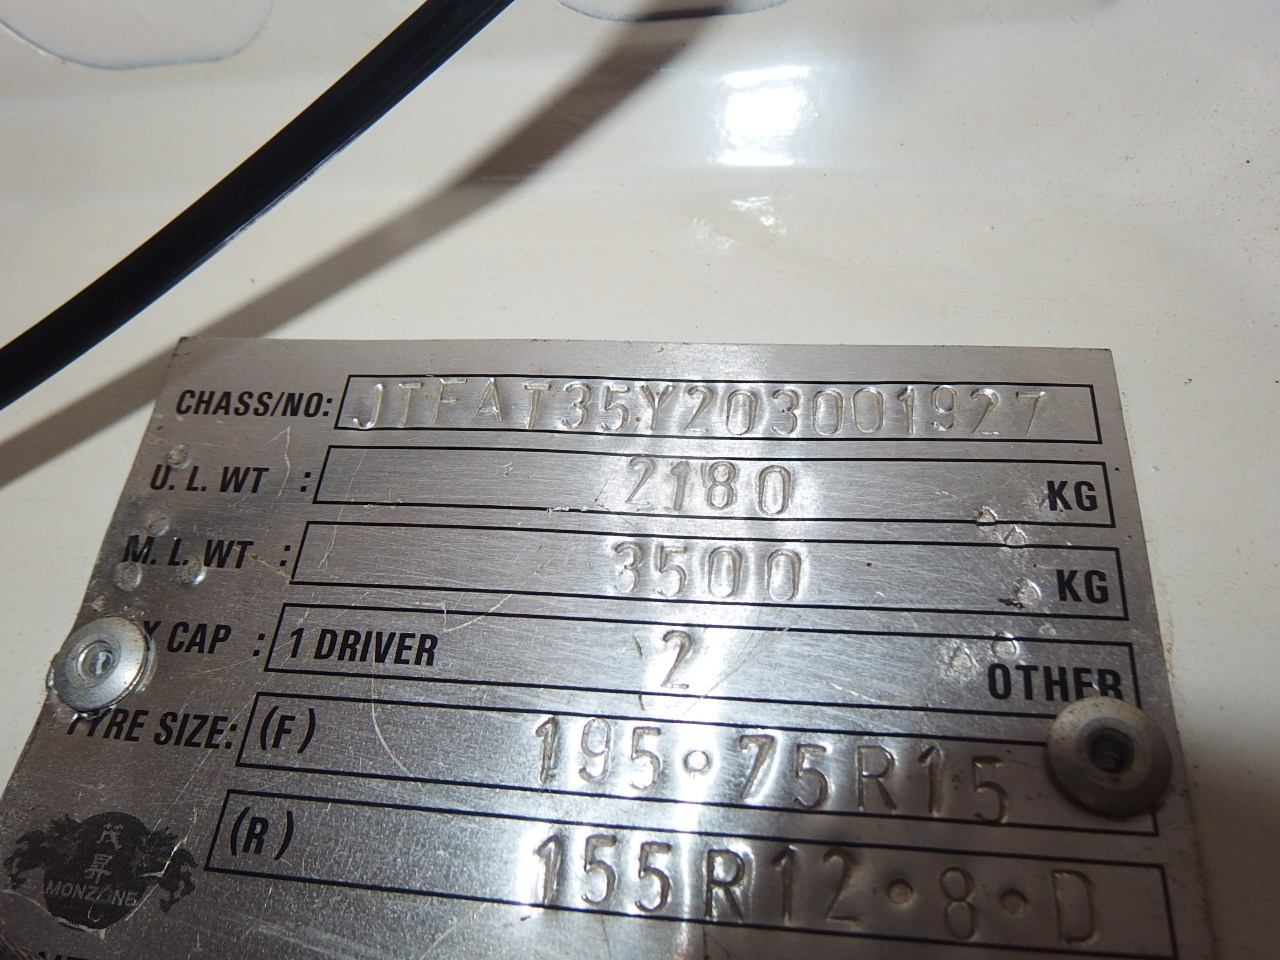 CHASS/NO: JTFAT35Y203001927
U. L. WT : 2180 KG
M. L. WT : 3500 KG
X CAP : 1 DRIVER 2 OTHER
TYRE SIZE: (F) 195·75R15
(R) 155R12·8·D
茂
昇
MONZONE